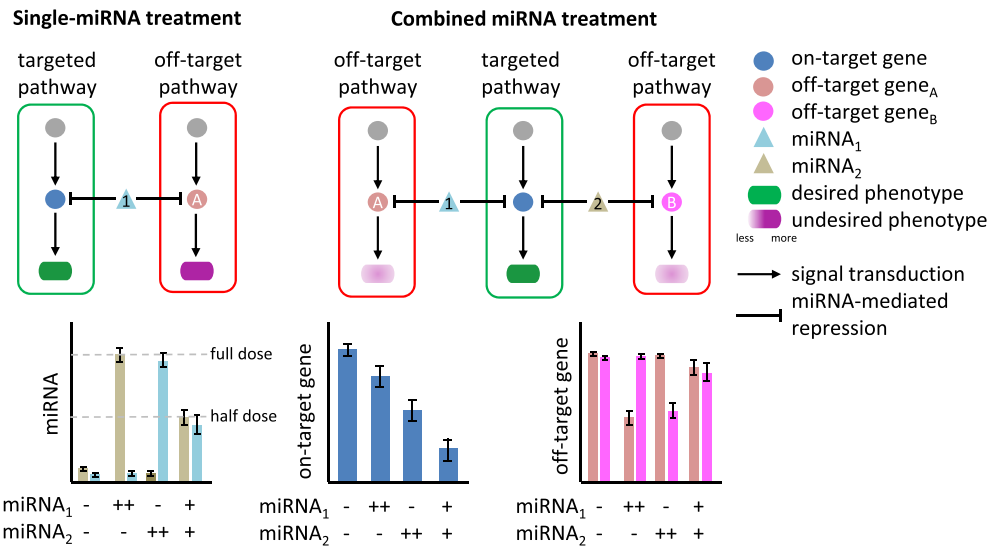 Single-miRNA treatment
Combined miRNA treatment
targeted
pathway
off-target
pathway
off-target
pathway
targeted
pathway
off-target
pathway
1
A
A
1
2
B
on-target gene
off-target geneA
off-target geneB
miRNA1
miRNA2
desired phenotype
undesired phenotype
less more
signal transduction
miRNA-mediated
repression
miRNA
full dose
half dose
miRNA1 - ++ - +
miRNA2 - - ++ +
on-target gene
miRNA1 - ++ - +
miRNA2 - - ++ +
off-target gene
miRNA1 - ++ - +
miRNA2 - - ++ +